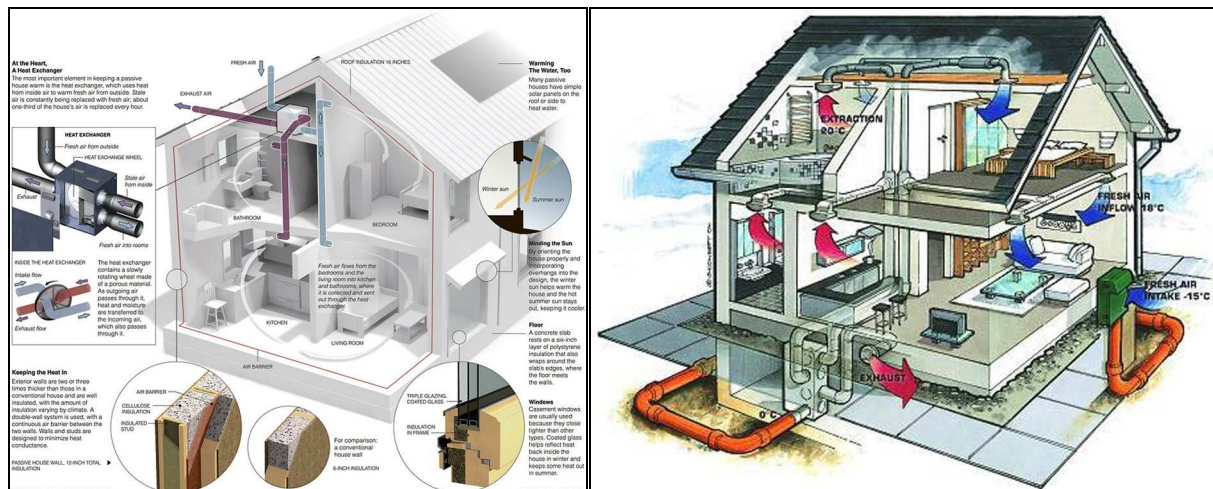 At the Heart,
A Heat Exchanger
The most important element in keeping a passive
house warm is the heat exchanger, which uses heat
from inside air to warm fresh air from outside. Stale
air is constantly being replaced with fresh air; about
one-third of the house's air is replaced every hour.
HEAT EXCHANGER
Fresh air from outside
HEAT EXCHANGE WHEEL
Stale air
from inside
Exhaust
Fresh air into rooms
INSIDE THE HEAT EXCHANGER
Intake flow
Exhaust flow
The heat exchanger
contains a slowly
rotating wheel made
of a porous material.
As outgoing air
passes through it,
heat and moisture
are transferred to
the incoming air,
which also passes
through it.
Keeping the Heat In
Exterior walls are two or three
times thicker than those in a
conventional house and are well
insulated, with the amount of
insulation varying by climate. A
double-wall system is used, with a
continuous air barrier between the
two walls. Walls and studs are
designed to minimize heat
conductance.
PASSIVE HOUSE WALL, 12-INCH TOTAL
INSULATION
FRESH AIR
EXHAUST AIR
ROOF INSULATION 16 INCHES
BATHROOM
BEDROOM
Fresh air flows from the
bedrooms and the
living room into kitchen
and bathrooms, where
it is collected and sent
out through the heat
exchanger.
KITCHEN
LIVING ROOM
AIR BARRIER
AIR BARRIER
CELLULOSE
INSULATION
INSULATED
STUD
For comparison:
a conventional
house wall
6-INCH INSULATION
TRIPLE GLAZING,
COATED GLASS
INSULATION
IN FRAME
Warming
The Water, Too
Many passive
houses have simple
solar panels on the
roof or side to
heat water.
Winter sun
Summer sun
Minding the Sun
By orienting the
house properly and
incorporating
overhangs into the
design, the winter
sun helps warm the
house and the hot
summer sun stays
out, keeping it cooler.
Floor
A concrete slab
rests on a six-inch
layer of polystyrene
insulation that also
wraps around the
slab's edges, where
the floor meets
the walls.
Windows
Casement windows
are usually used
because they close
tighter than other
types. Coated glass
helps reflect heat
back inside the
house in winter and
keeps some heat out
in summer.
EXTRACTION
20°C
FRESH AIR
INFLOW 18°C
FRESH AIR
INTAKE -15°C
EXHAUST
0°C